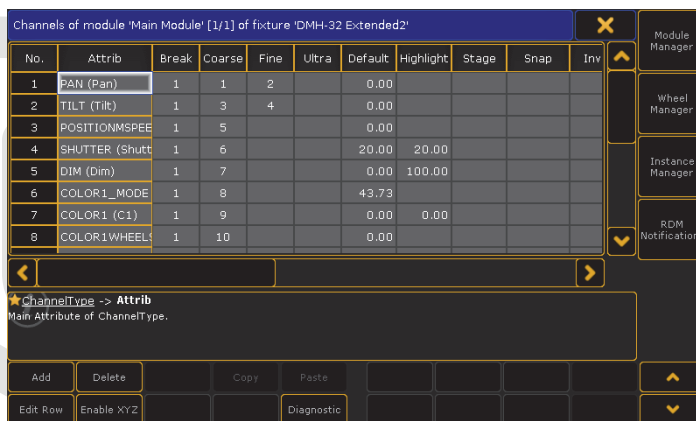 Channels of module 'Main Module' [1/1] of fixture 'DMH-32 Extended2'
Module Manager
No. Attrib Break Coarse Fine Ultra Default Highlight Stage Snap Inv
1 PAN (Pan) 1 1 2 0.00
2 TILT (Tilt) 1 3 4 0.00
Wheel Manager
3 POSITIONMSPEE 1 5 0.00
4 SHUTTER (Shutt 1 6 20.00 20.00
5 DIM (Dim) 1 7 0.00 100.00
Instance Manager
6 COLOR1_MODE 1 8 43.73
7 COLOR1 (C1) 1 9 0.00 0.00
8 COLOR1WHEELS 1 10 0.00
RDM Notification
ChannelType -> Attrib
Main Attribute of ChannelType.
Add Delete Copy Paste
Edit Row Enable XYZ Diagnostic